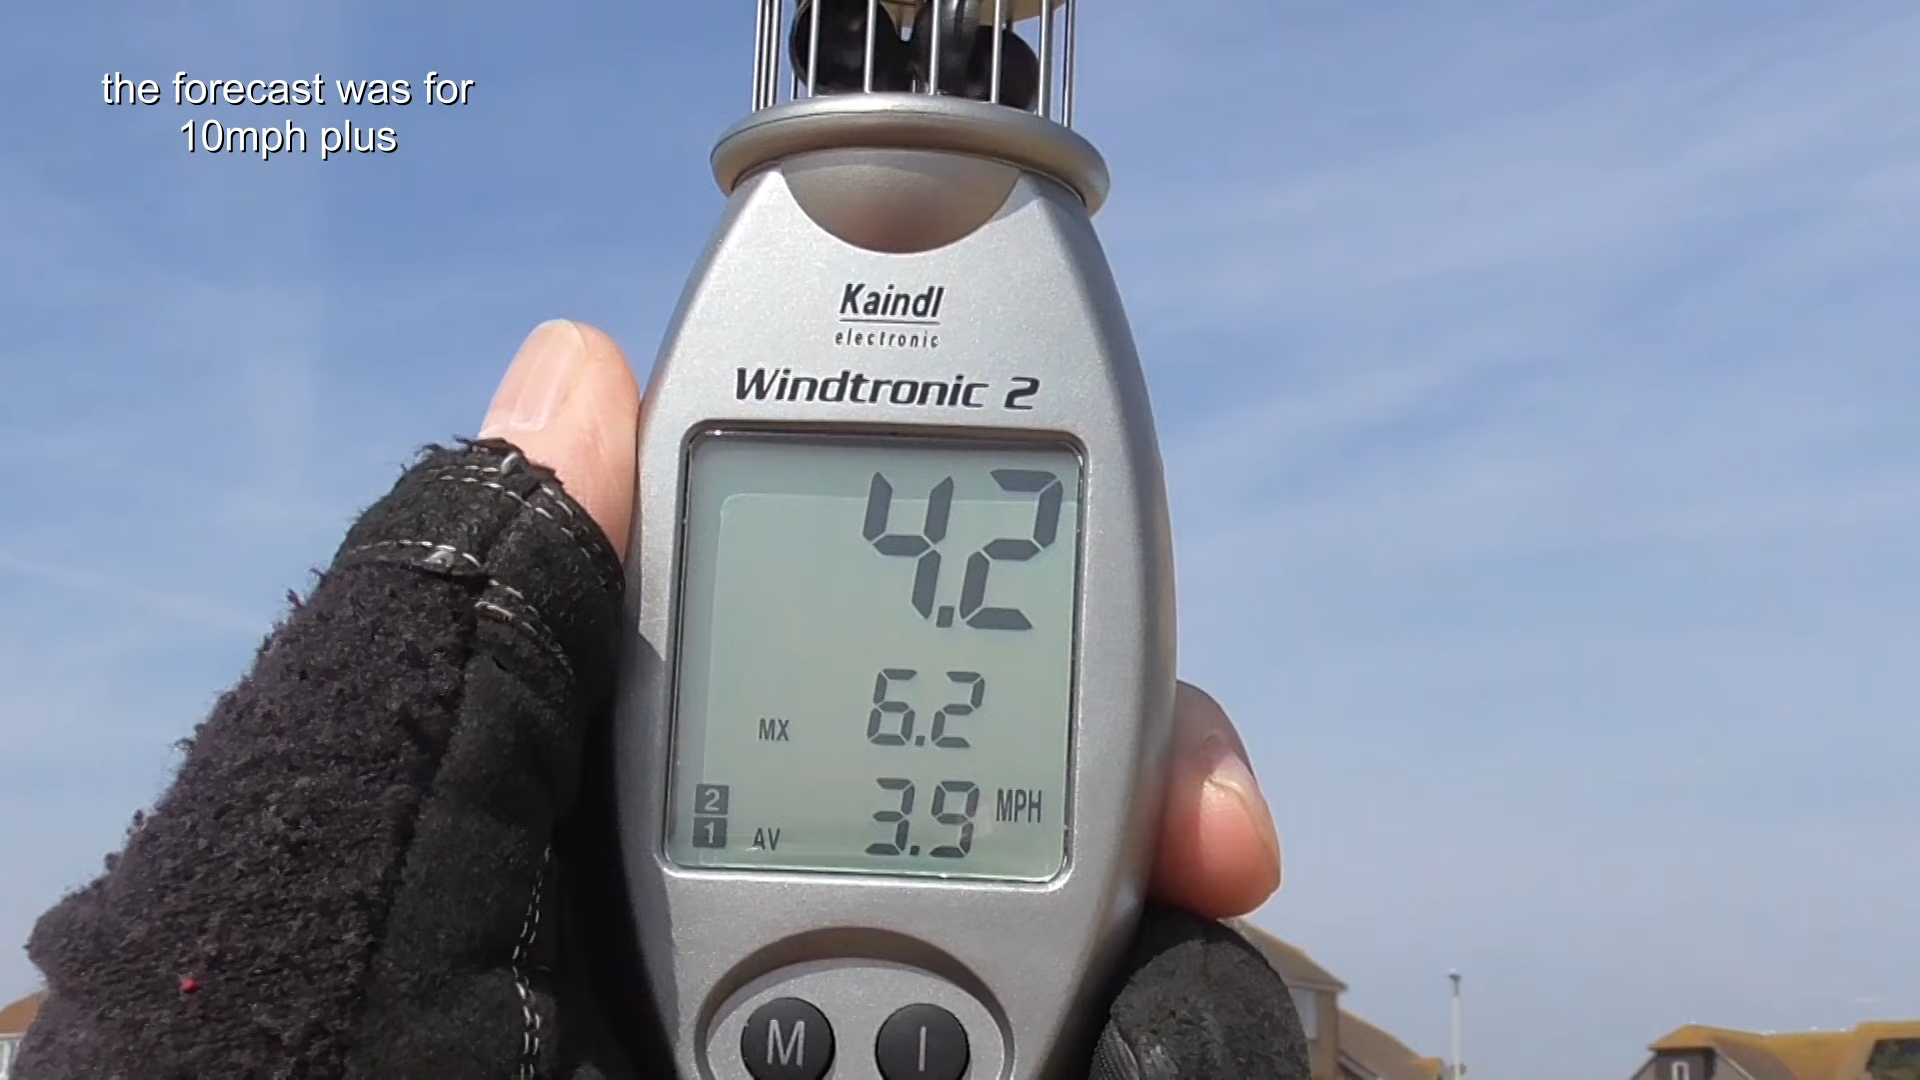 the forecast was for
10mph plus
Kaindl
electronic
Windtronic 2
4.2
MX 6.2
2
1 AV 3.9 MPH
M I